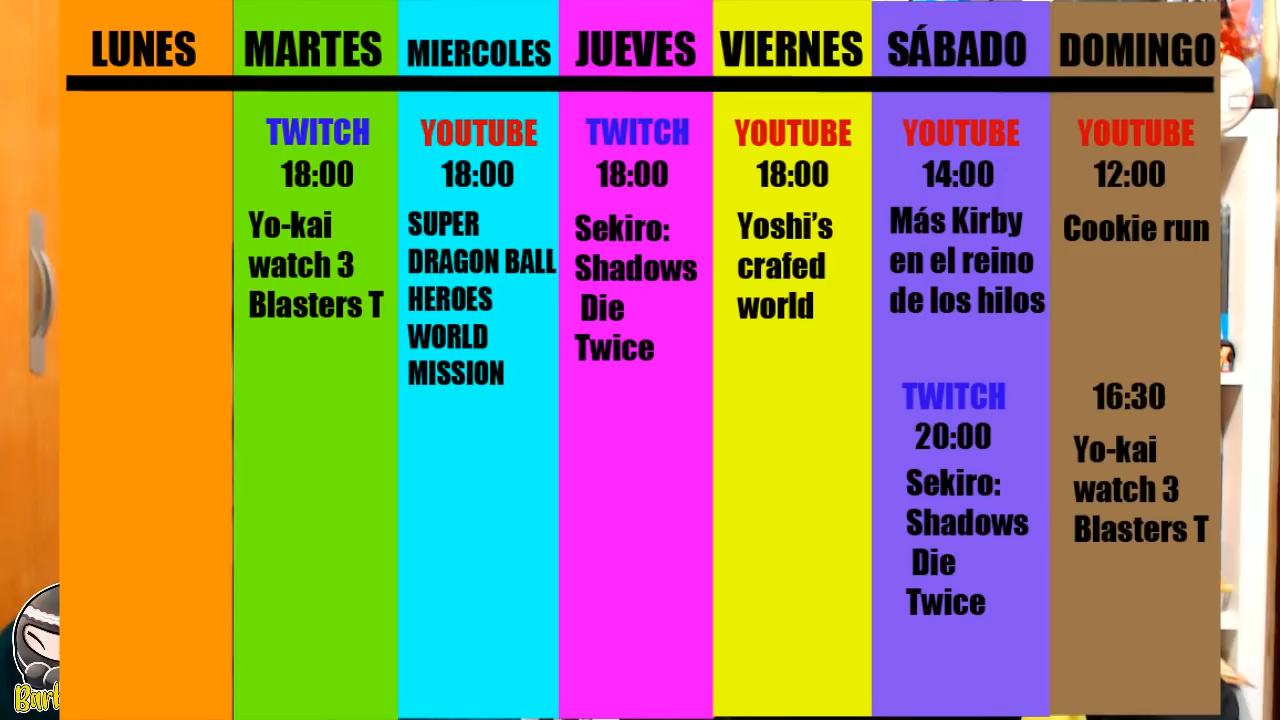 LUNES
MARTES
MIERCOLES
JUEVES
VIERNES
SÁBADO
DOMINGO
TWITCH
18:00
Yo-kai
watch 3
Blasters T
YOUTUBE
18:00
SUPER
DRAGON BALL
HEROES
WORLD
MISSION
TWITCH
18:00
Sekiro:
Shadows
Die
Twice
YOUTUBE
18:00
Yoshi’s
crafed
world
YOUTUBE
14:00
Más Kirby
en el reino
de los hilos
TWITCH
20:00
Sekiro:
Shadows
Die
Twice
YOUTUBE
12:00
Cookie run
16:30
Yo-kai
watch 3
Blasters T